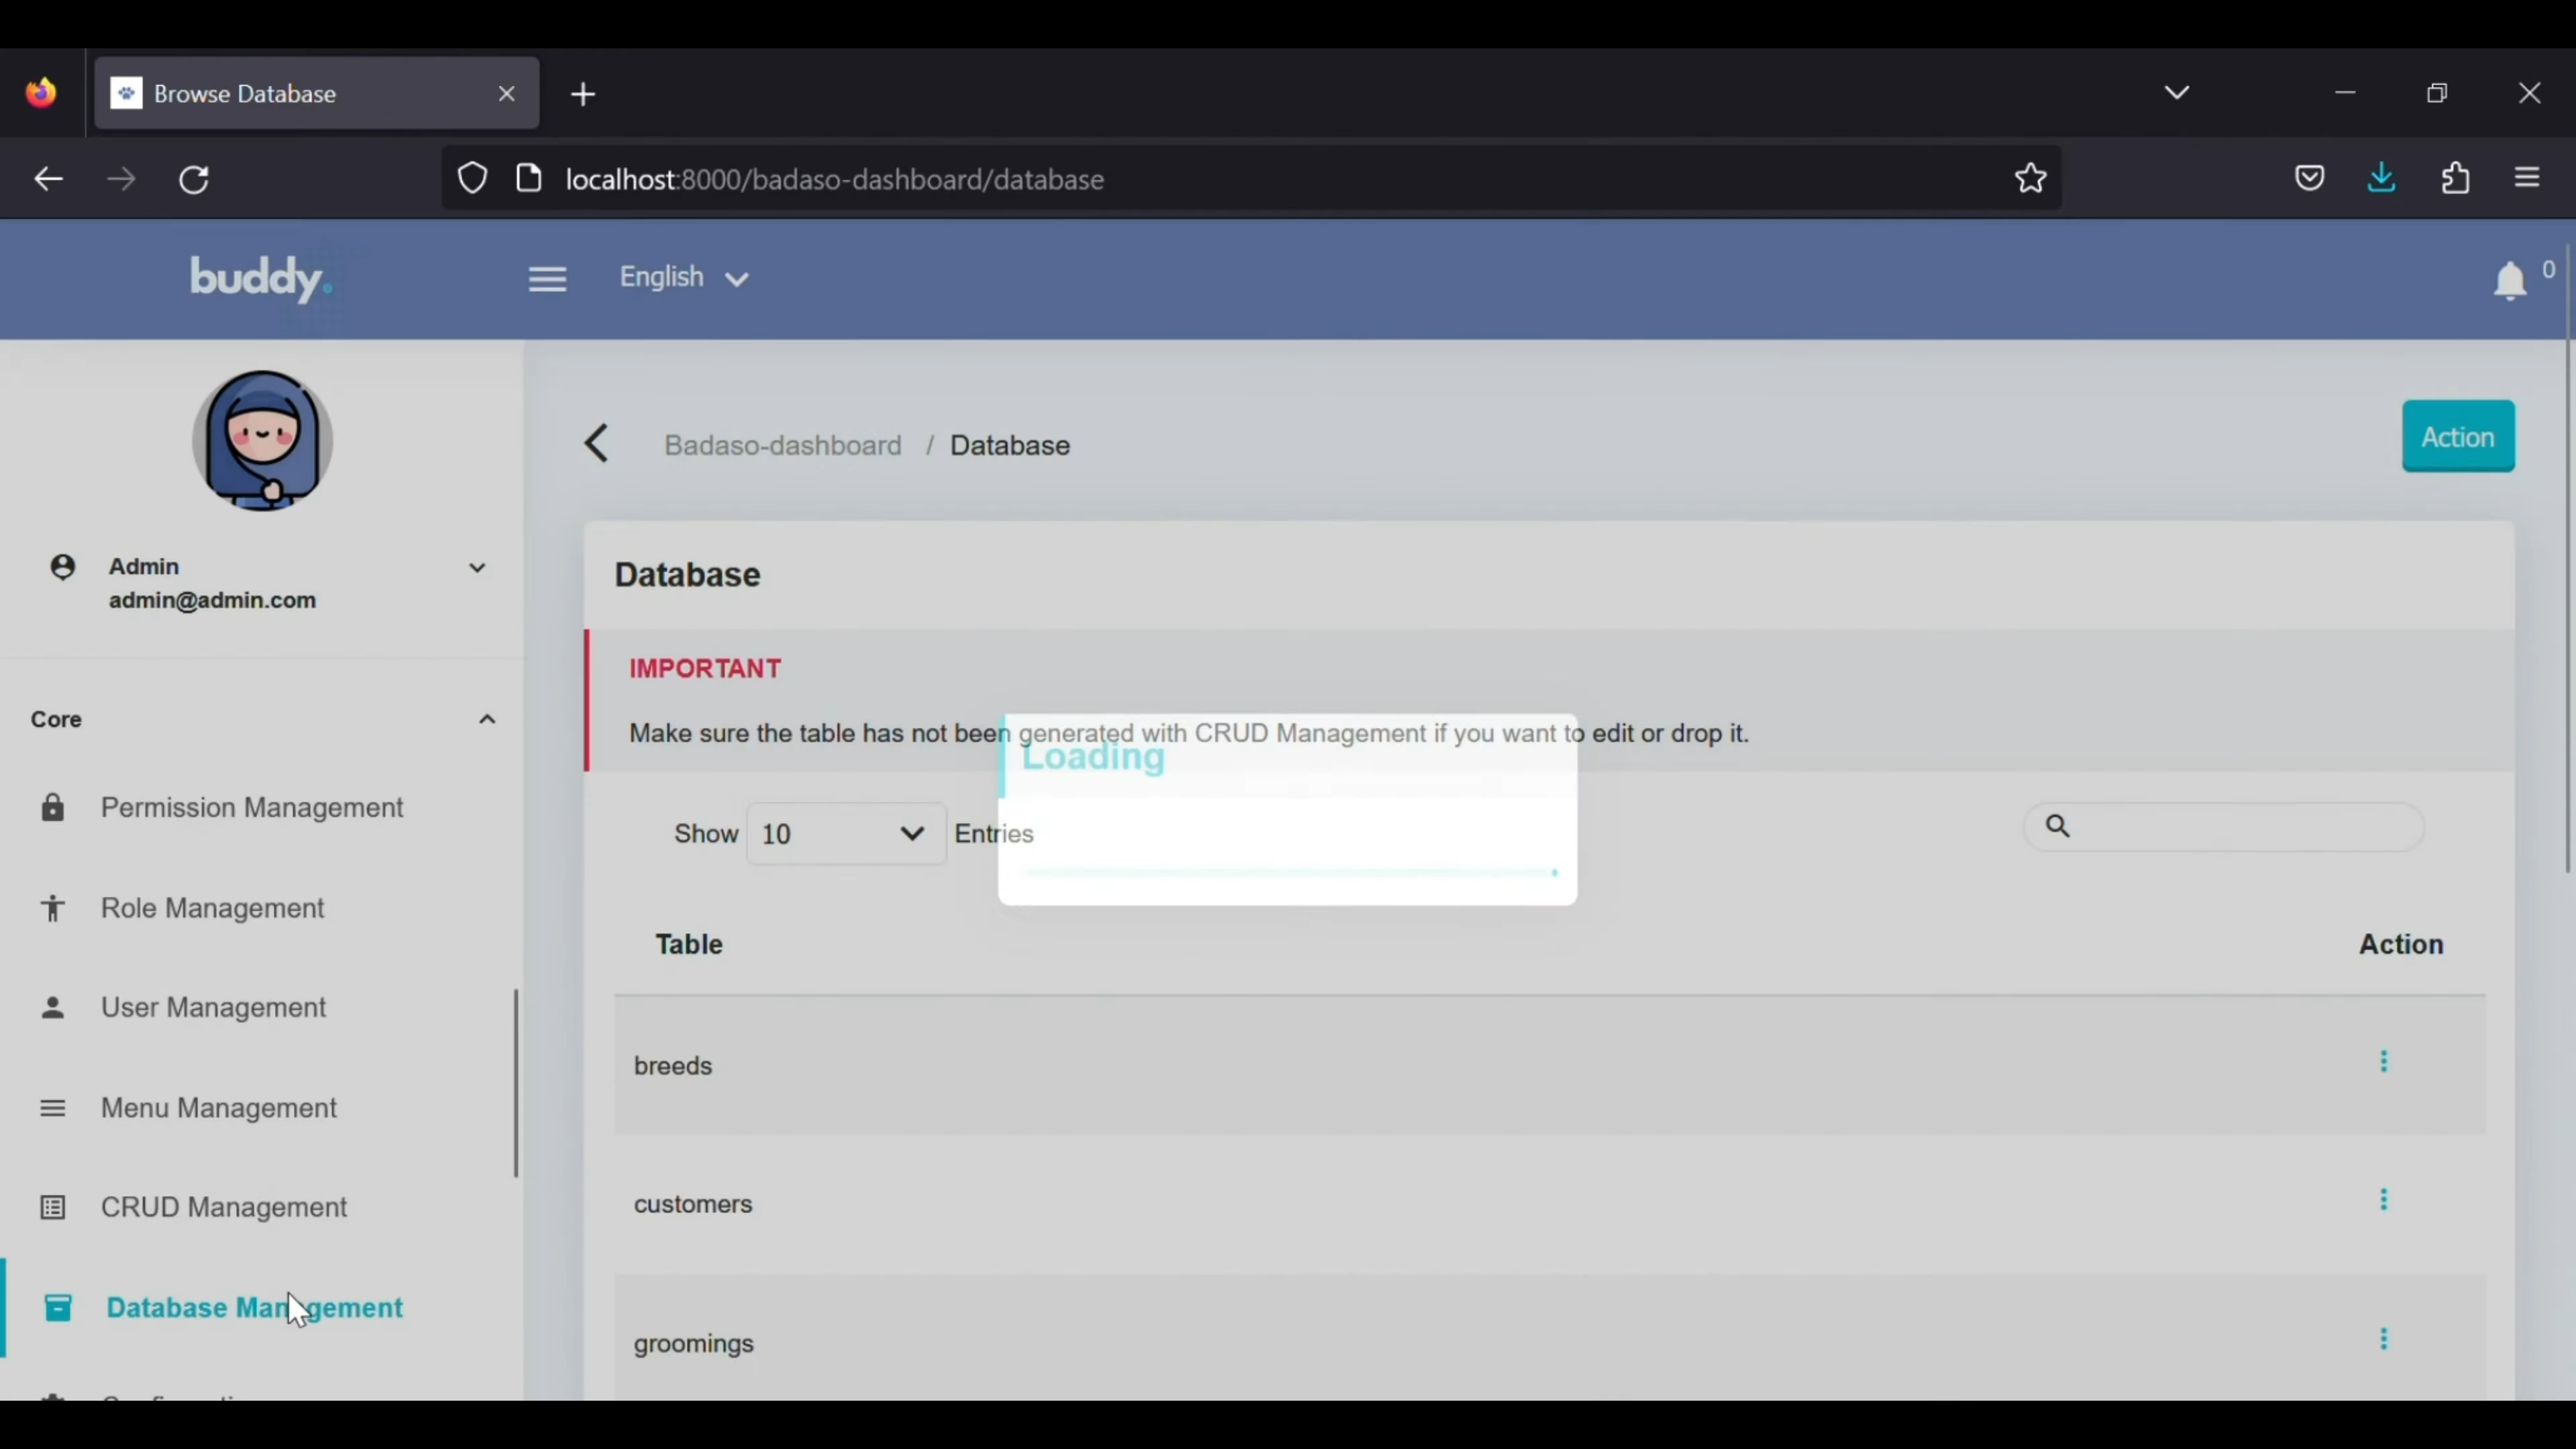 Browse Database
localhost:8000/badaso-dashboard/database
buddy.
English
0
Badaso-dashboard / Database
Action
Admin
admin@admin.com
Database
IMPORTANT
Make sure the table has not been generated with CRUD Management if you want to edit or drop it.
Loading
Core
Show 10 Entries
Permission Management
Role Management
Table Action
User Management
breeds
Menu Management
customers
CRUD Management
Database Management
groomings